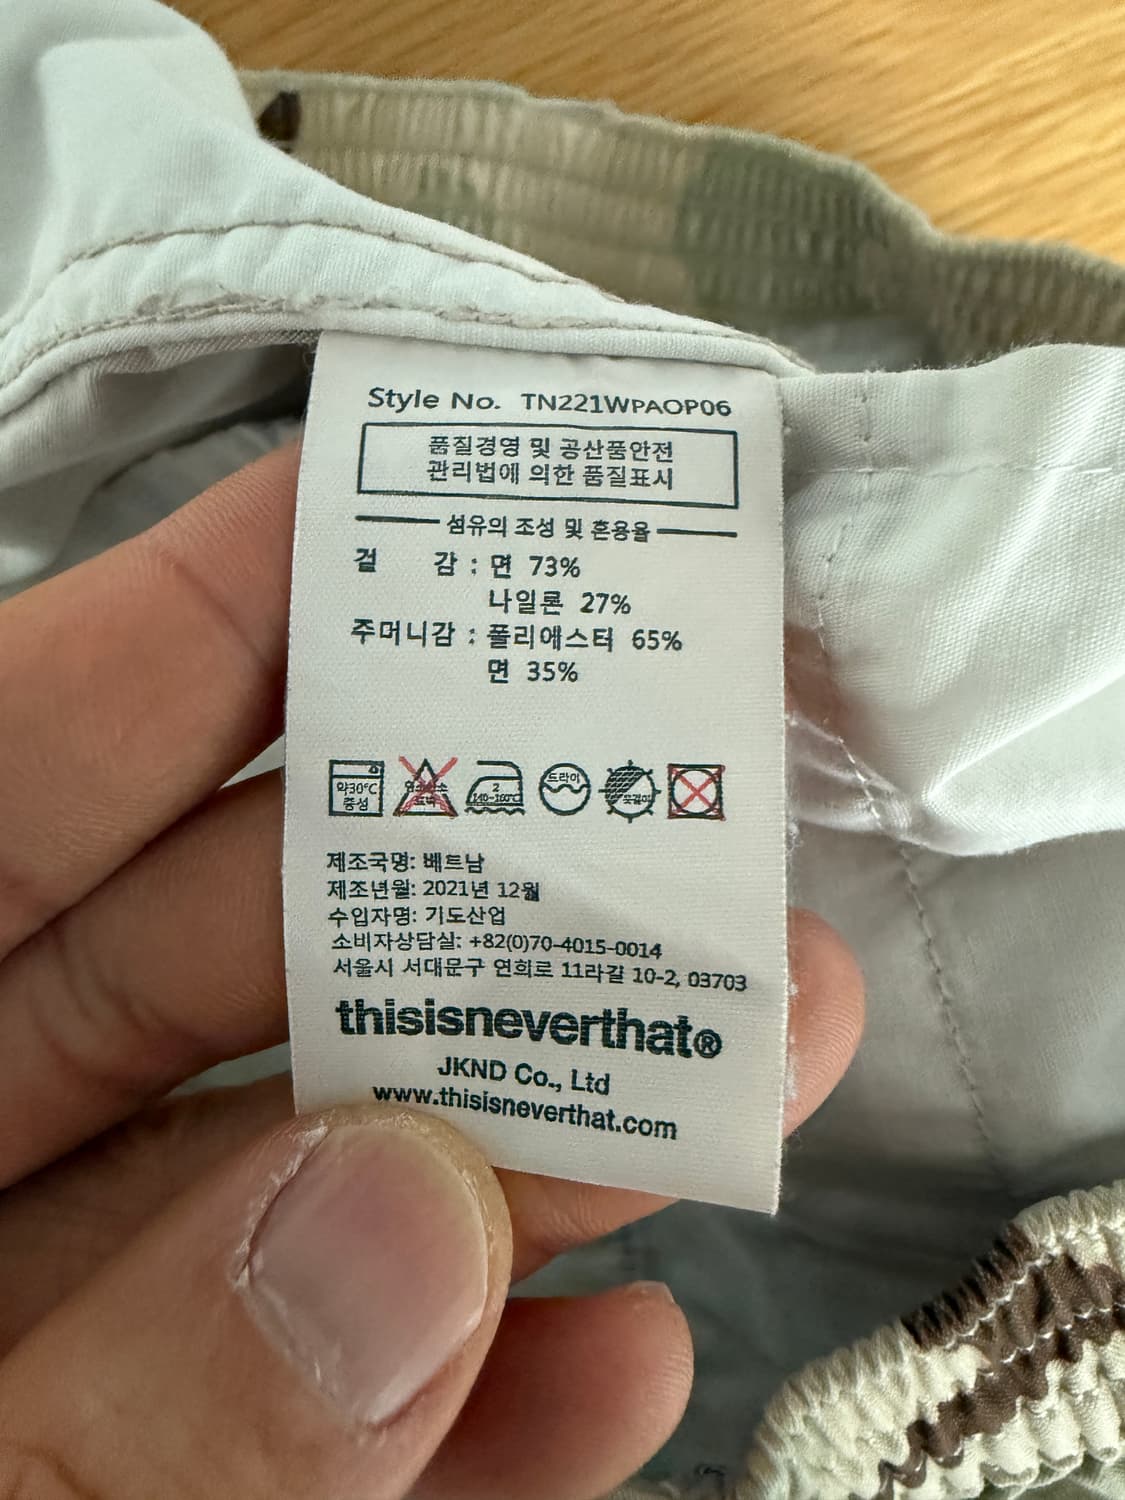 Style No. TN221WPAOP06
품질경영 및 공산품안전
관리법에 의한 품질표시
섬유의 조성 및 혼용율
겉 감 : 면 73%
나일론 27%
주머니감 : 폴리에스터 65%
면 35%
약30℃
중성
2
140~160℃
드라이
옷걸이
제조국명: 베트남
제조년월: 2021년 12월
수입자명: 기도산업
소비자상담실: +82(0)70-4015-0014
서울시 서대문구 연희로 11라길 10-2, 03703
thisisneverthat®
JKND Co., Ltd
www.thisisneverthat.com